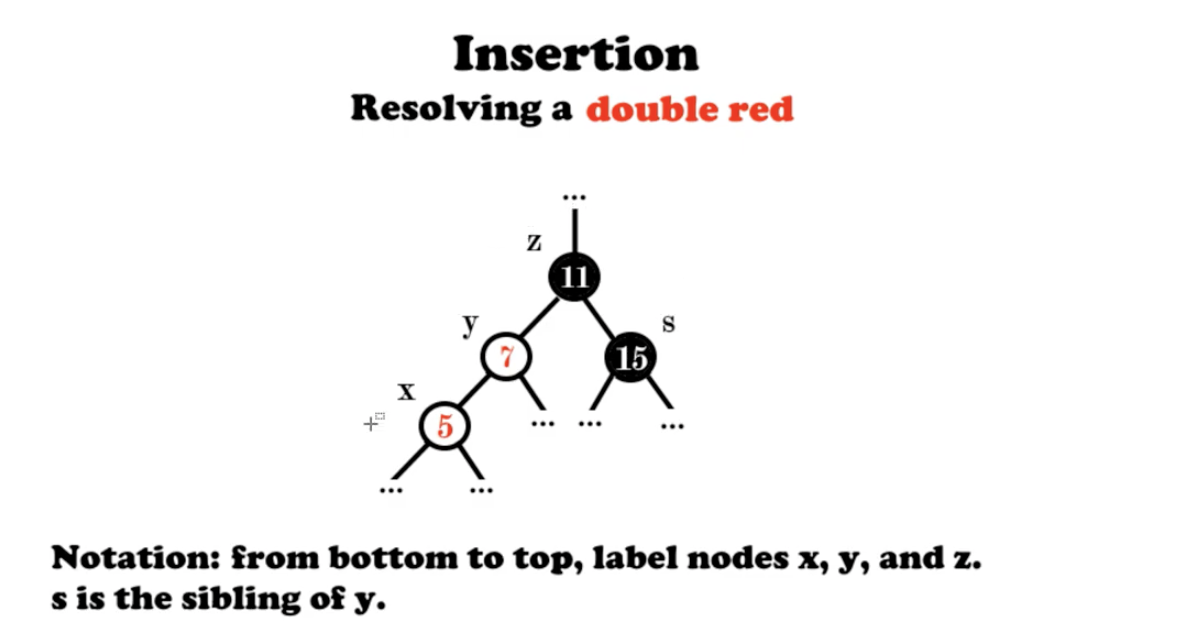 Insertion
Resolving a double red
...
z
11
y
s
7
15
x
5
... ... ...
... ...
Notation: from bottom to top, label nodes x, y, and z.
s is the sibling of y.